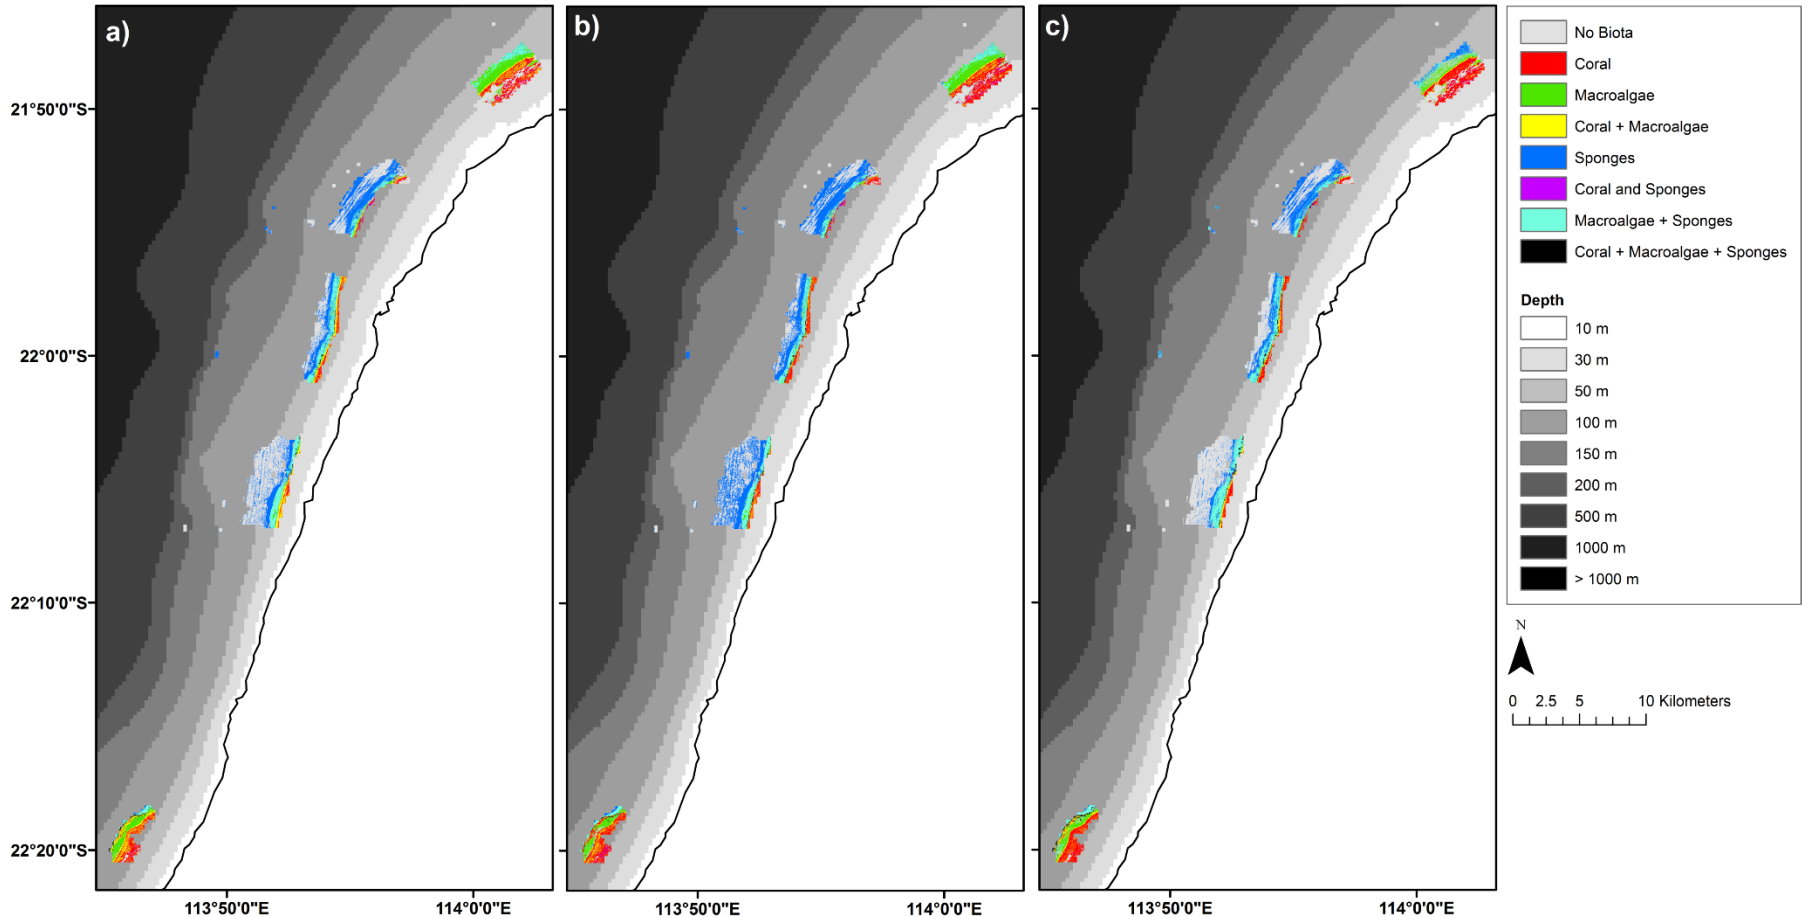 a)
b)
c)
21°50'0"S
22°0'0"S
22°10'0"S
22°20'0"S
113°50'0"E
114°0'0"E
113°50'0"E
114°0'0"E
113°50'0"E
114°0'0"E
No Biota
Coral
Macroalgae
Coral + Macroalgae
Sponges
Coral and Sponges
Macroalgae + Sponges
Coral + Macroalgae + Sponges
Depth
10 m
30 m
50 m
100 m
150 m
200 m
500 m
1000 m
> 1000 m
N
0 2.5 5 10 Kilometers